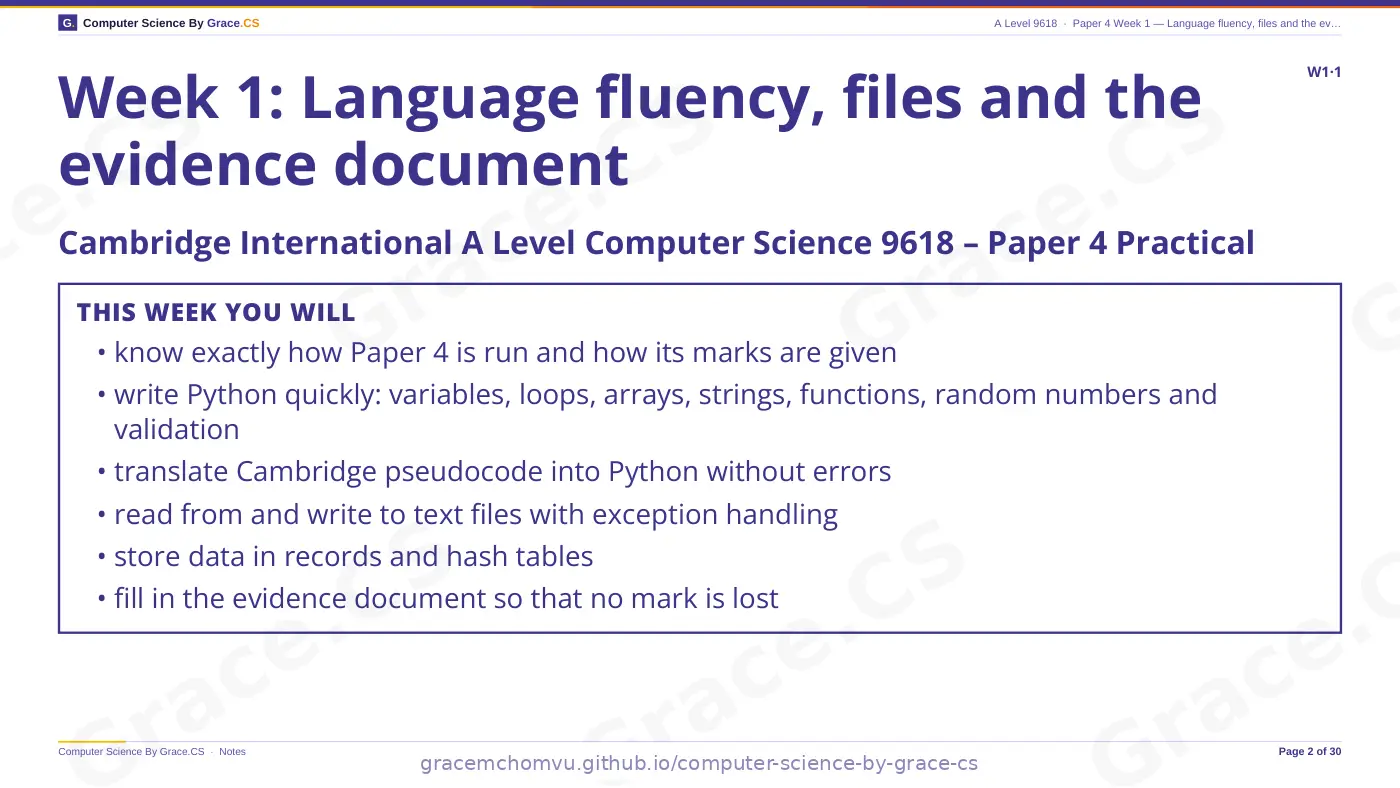 G. Computer Science By Grace.CS
A Level 9618 · Paper 4 Week 1 — Language fluency, files and the ev…
W1·1
Week 1: Language fluency, files and the
evidence document
Cambridge International A Level Computer Science 9618 – Paper 4 Practical
THIS WEEK YOU WILL
• know exactly how Paper 4 is run and how its marks are given
• write Python quickly: variables, loops, arrays, strings, functions, random numbers and
validation
• translate Cambridge pseudocode into Python without errors
• read from and write to text files with exception handling
• store data in records and hash tables
• fill in the evidence document so that no mark is lost
Computer Science By Grace.CS · Notes
Page 2 of 30
gracemchomvu.github.io/computer-science-by-grace-cs